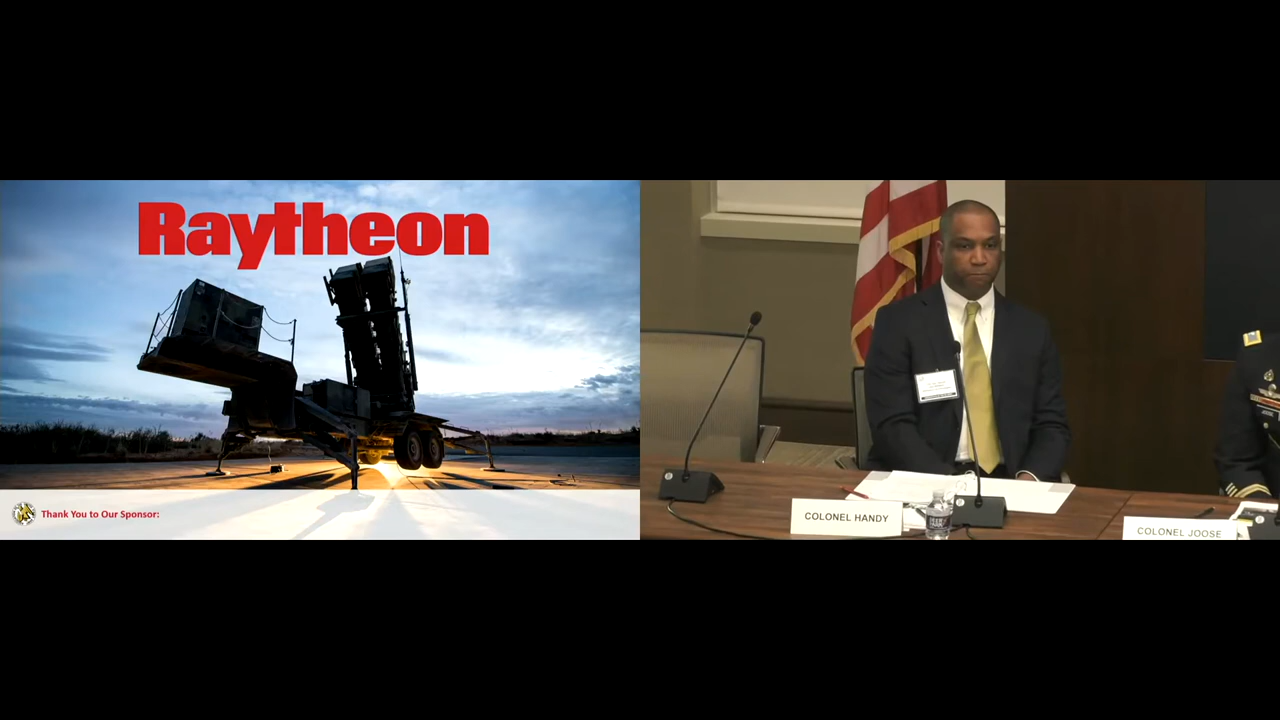 Raytheon
Thank You to Our Sponsor:
COLONEL HANDY
COLONEL JOOSE